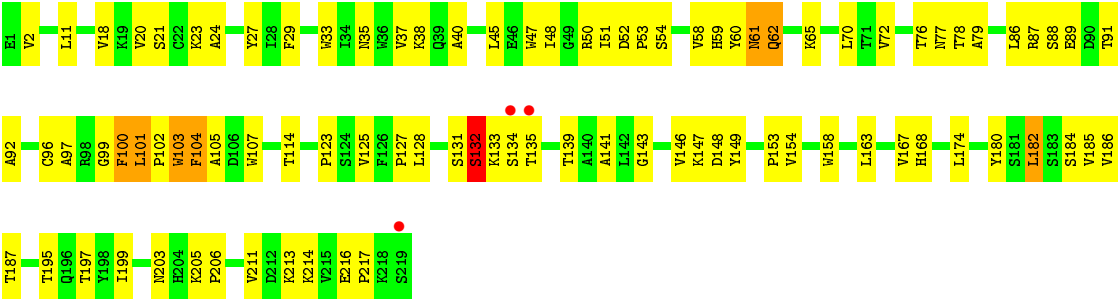 E1 V2 L11 V18 K19 V20 S21 C22 K23 A24 Y27 I28 F29 W33 I34 N35 W36 V37 K38 Q39 A40 L45 E46 W47 I48 G49 R50 I51 D52 P53 S54 V58 H59 Y60 N61 Q62 K65 L70 T71 V72 T76 N77 T78 A79 L86 R87 S88 E89 D90 T91
A92 C96 A97 R98 G99 F100 L101 P102 W103 F104 A105 D106 W107 T114 P123 S124 V125 F126 P127 L128 S131 S132 K133 S134 T135 T139 A140 A141 L142 G143 V146 K147 D148 Y149 P153 V154 W158 L163 V167 H168 L174 Y180 S181 L182 S183 S184 V185 V186
T187 T195 Q196 T197 Y198 I199 N203 H204 K205 P206 V211 D212 K213 K214 V215 E216 P217 K218 S219